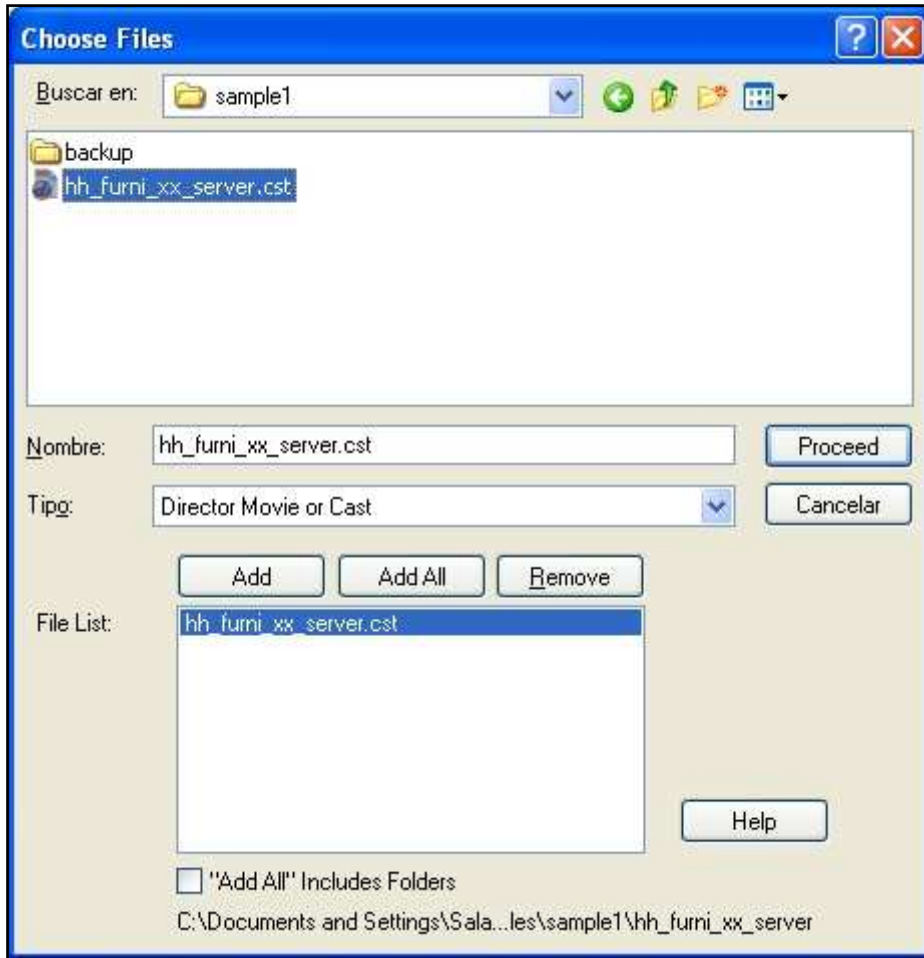 Choose Files
Buscar en: sample1
backup
hh_furni_xx_server.cst
Nombre: hh_furni_xx_server.cst Proceed
Tipo: Director Movie or Cast Cancelar
Add Add All Remove
File List: hh_furni_xx_server.cst
Help
"Add All" Includes Folders
C:\Documents and Settings\Sala...les\sample1\hh_furni_xx_server